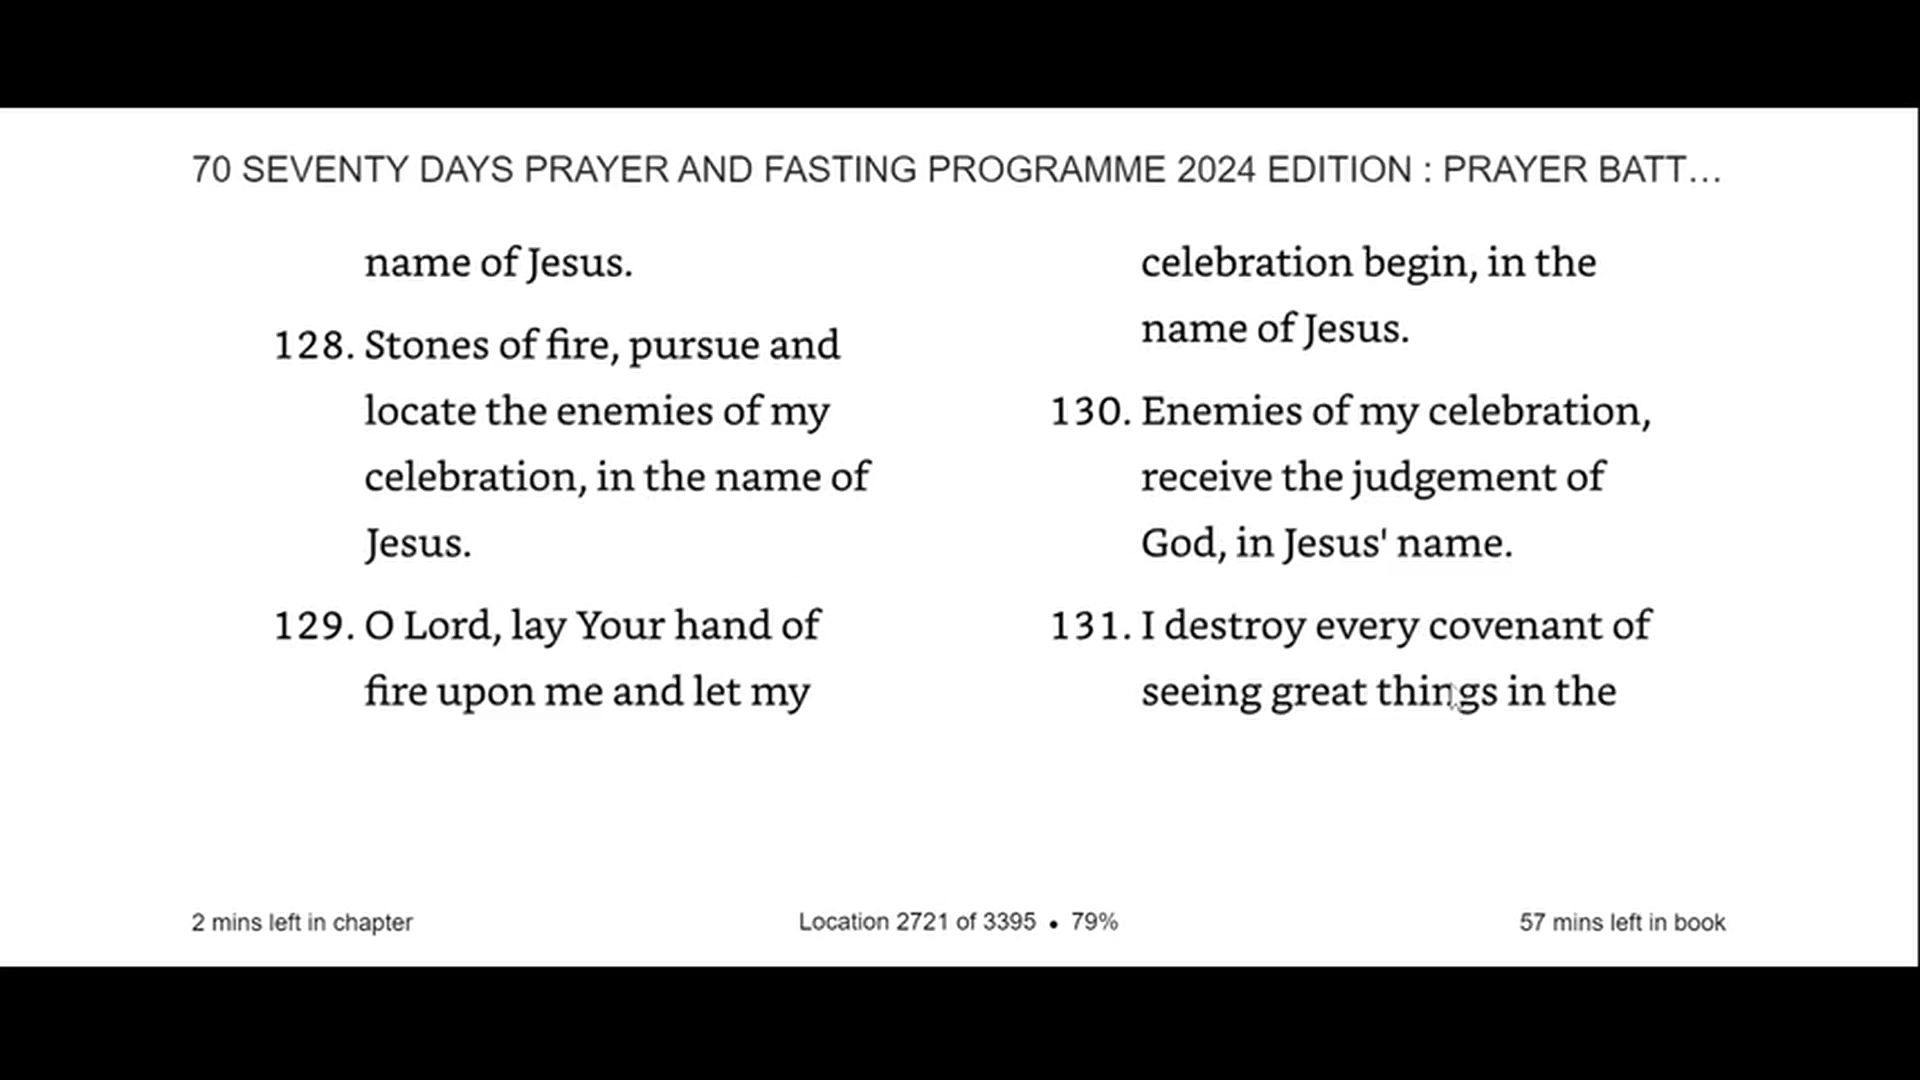 70 SEVENTY DAYS PRAYER AND FASTING PROGRAMME 2024 EDITION : PRAYER BATT...
name of Jesus.
128. Stones of fire, pursue and
locate the enemies of my
celebration, in the name of
Jesus.
129. O Lord, lay Your hand of
fire upon me and let my
celebration begin, in the
name of Jesus.
130. Enemies of my celebration,
receive the judgement of
God, in Jesus' name.
131. I destroy every covenant of
seeing great things in the
2 mins left in chapter
Location 2721 of 3395 • 79%
57 mins left in book